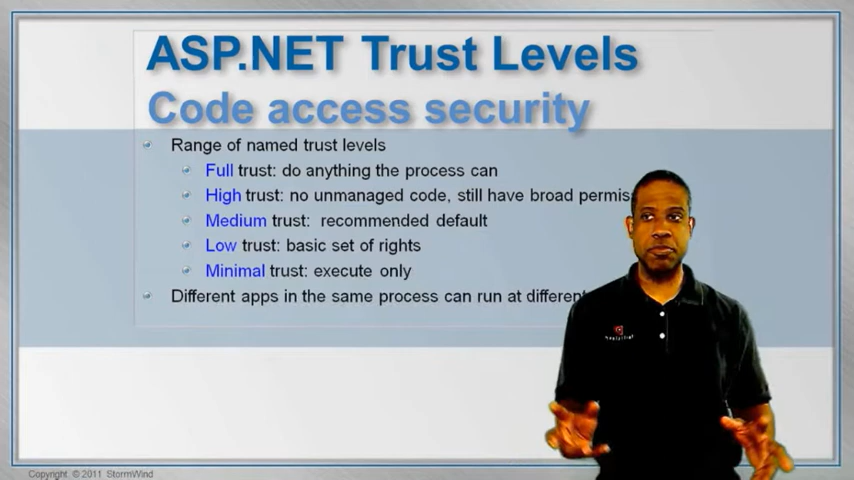 ASP.NET Trust Levels
Code access security
Range of named trust levels
Full trust: do anything the process can
High trust: no unmanaged code, still have broad permis
Medium trust: recommended default
Low trust: basic set of rights
Minimal trust: execute only
Different apps in the same process can run at different
Copyright © 2011 StormWind